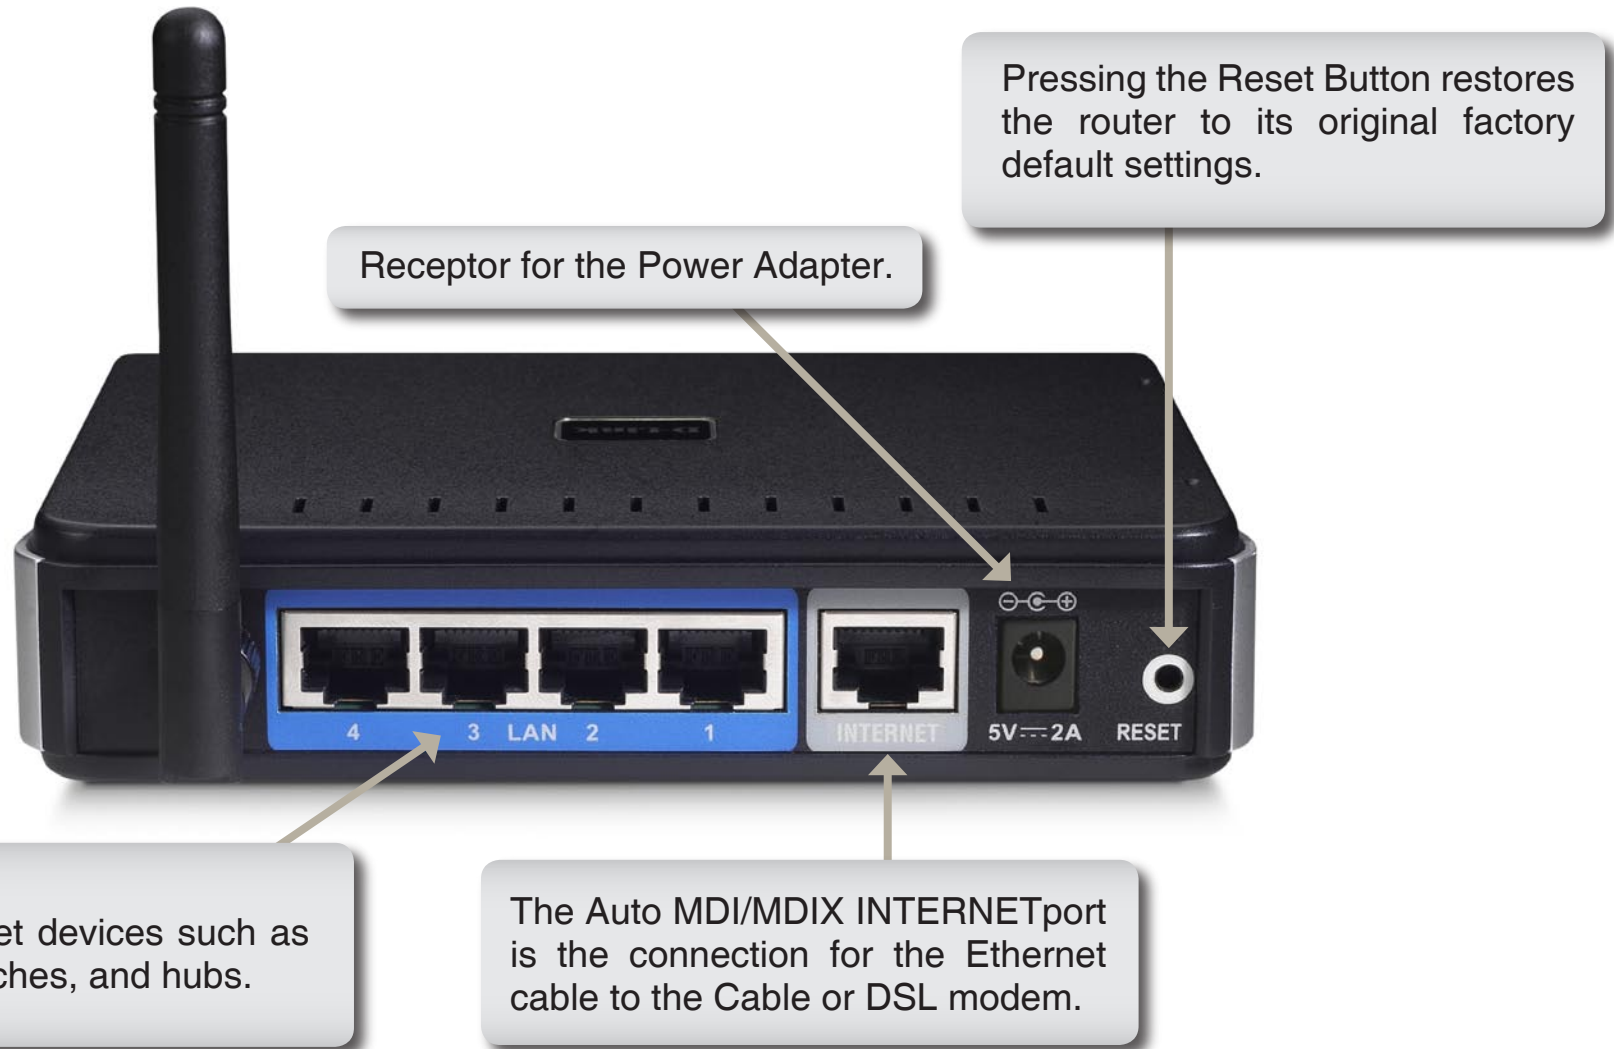 Pressing the Reset Button restores
the router to its original factory
default settings.
Receptor for the Power Adapter.
D-Link
4 3 LAN 2 1
INTERNET
5V 2A
RESET
et devices such as
ches, and hubs.
The Auto MDI/MDIX INTERNETport
is the connection for the Ethernet
cable to the Cable or DSL modem.